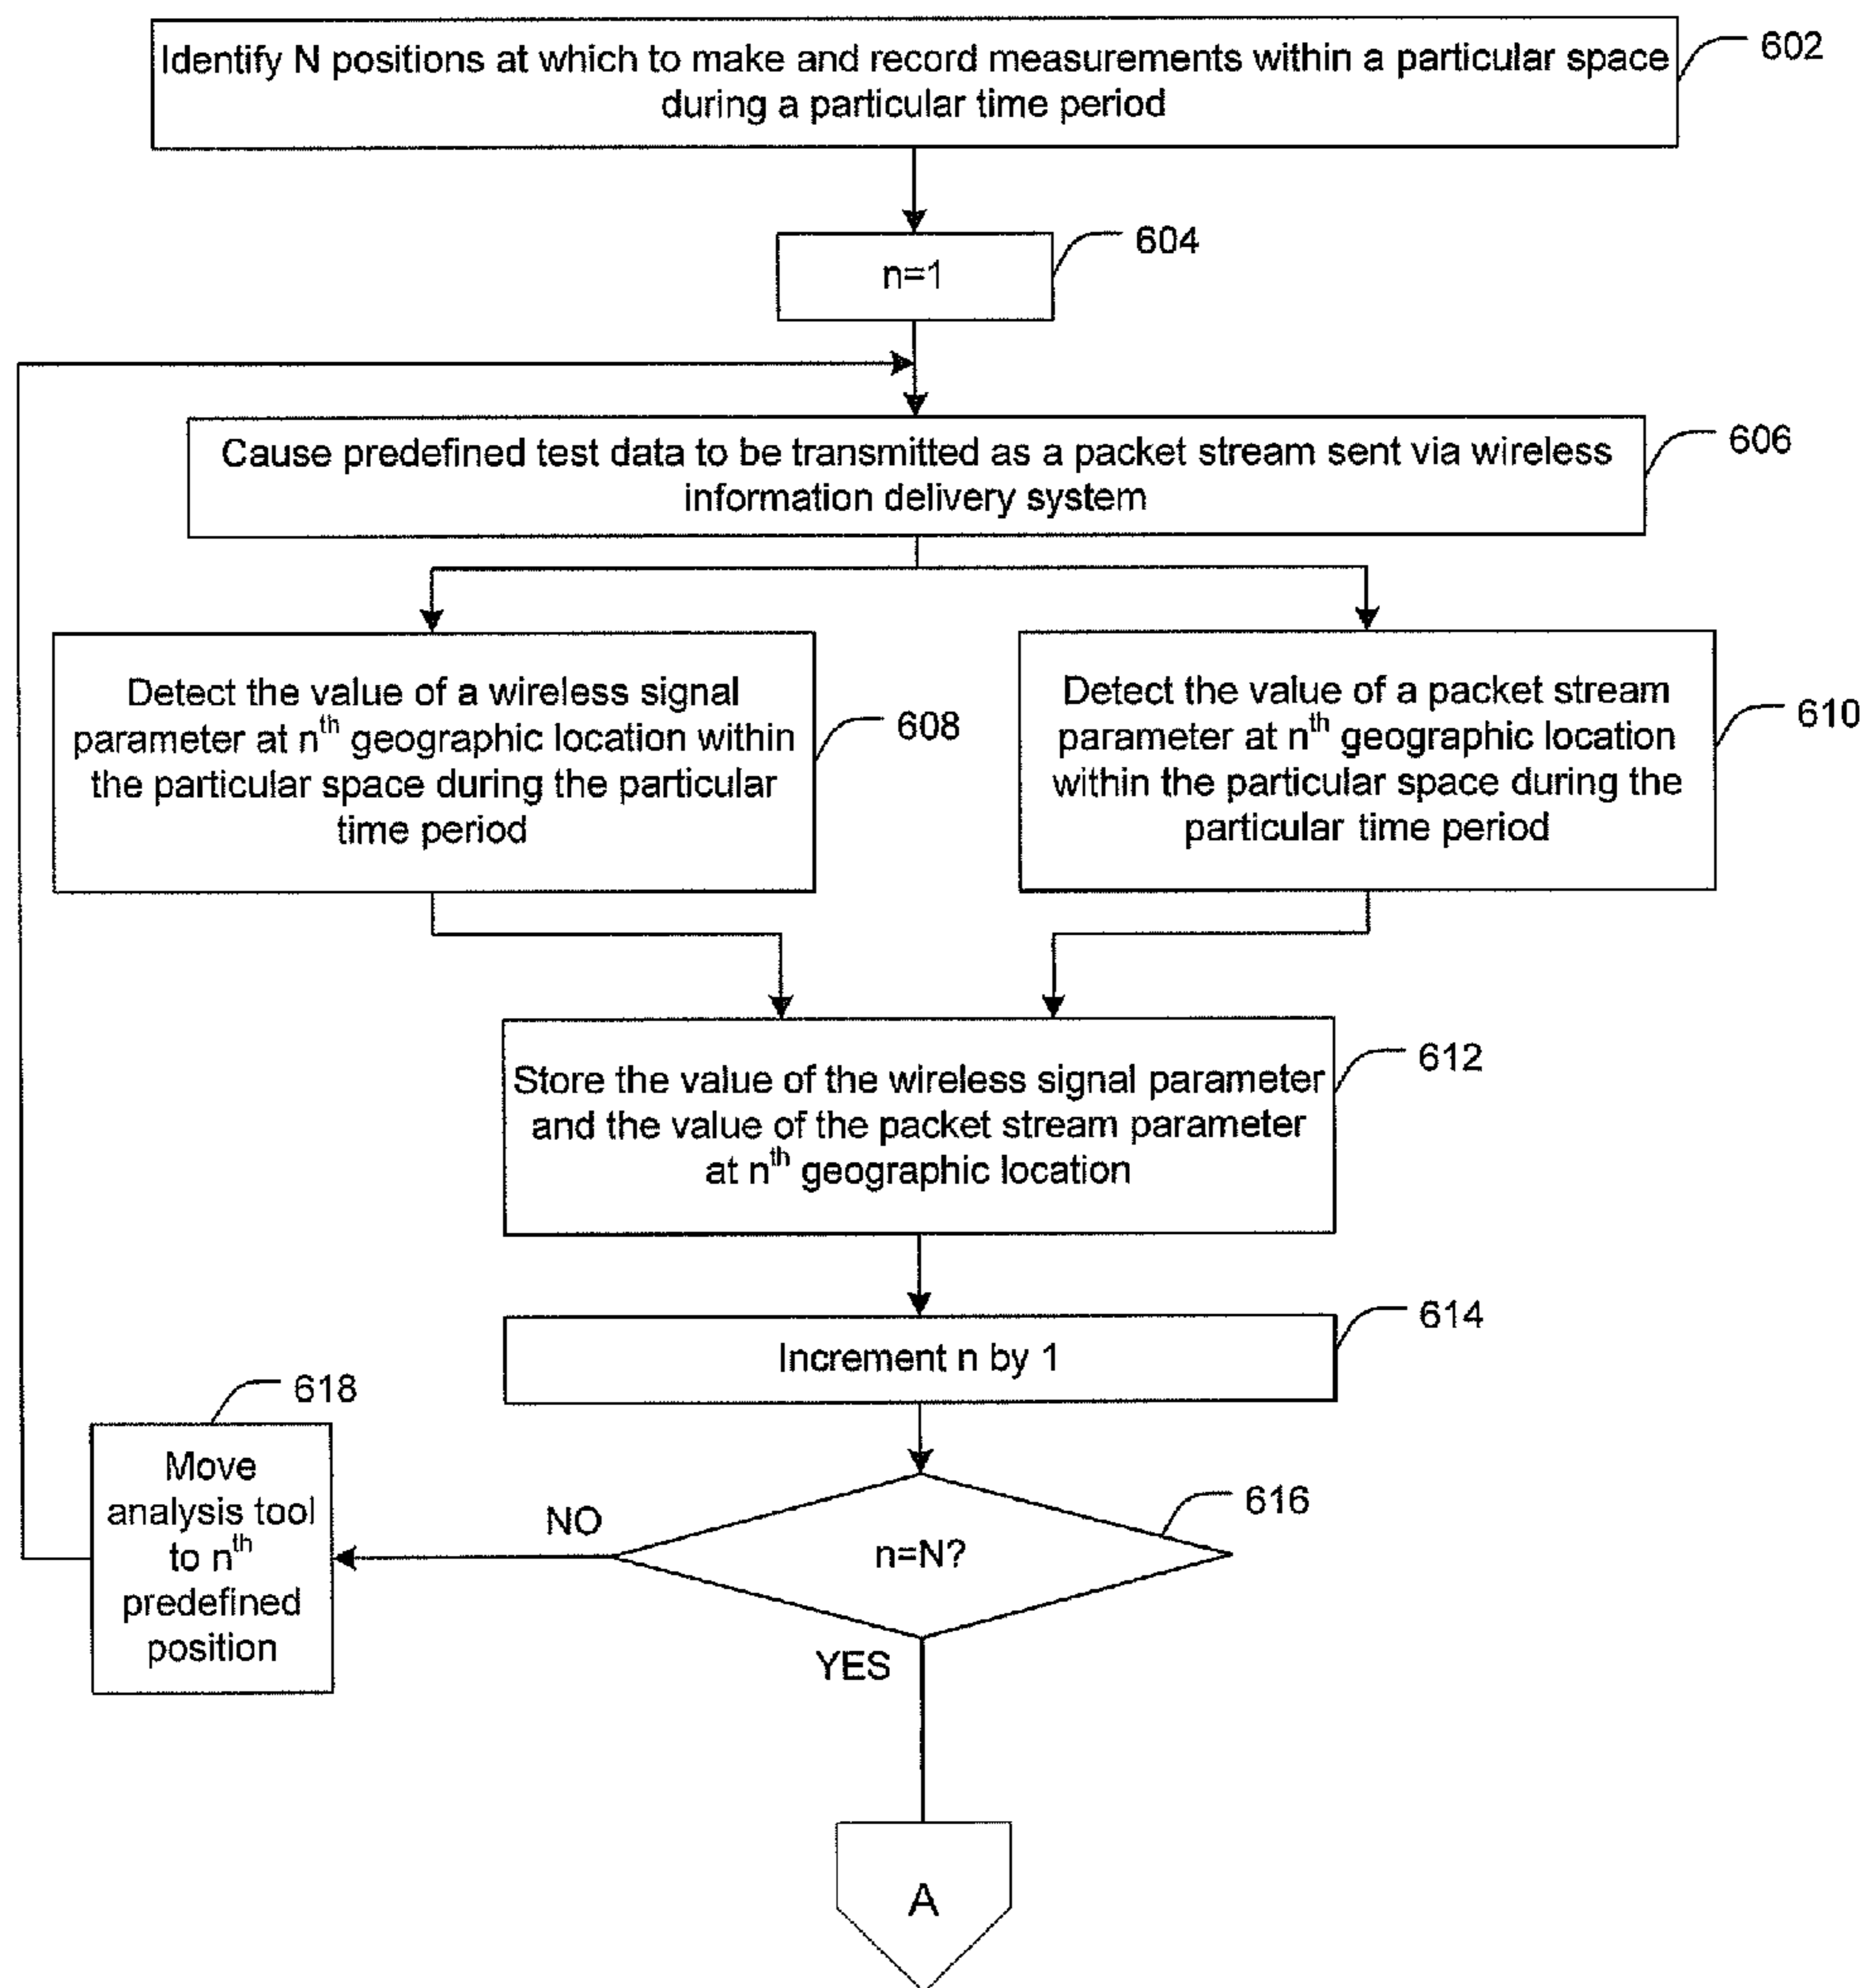 Identify N positions at which to make and record measurements within a particular space
during a particular time period
602
n=1
604
Cause predefined test data to be transmitted as a packet stream sent via wireless
information delivery system
606
Detect the value of a wireless signal
parameter at nth geographic location within
the particular space during the particular
time period
608
Detect the value of a packet stream
parameter at nth geographic location
within the particular space during the
particular time period
610
Store the value of the wireless signal parameter
and the value of the packet stream parameter
at nth geographic location
612
Increment n by 1
614
n=N?
616
NO
618
Move
analysis tool
to nth
predefined
position
YES
A